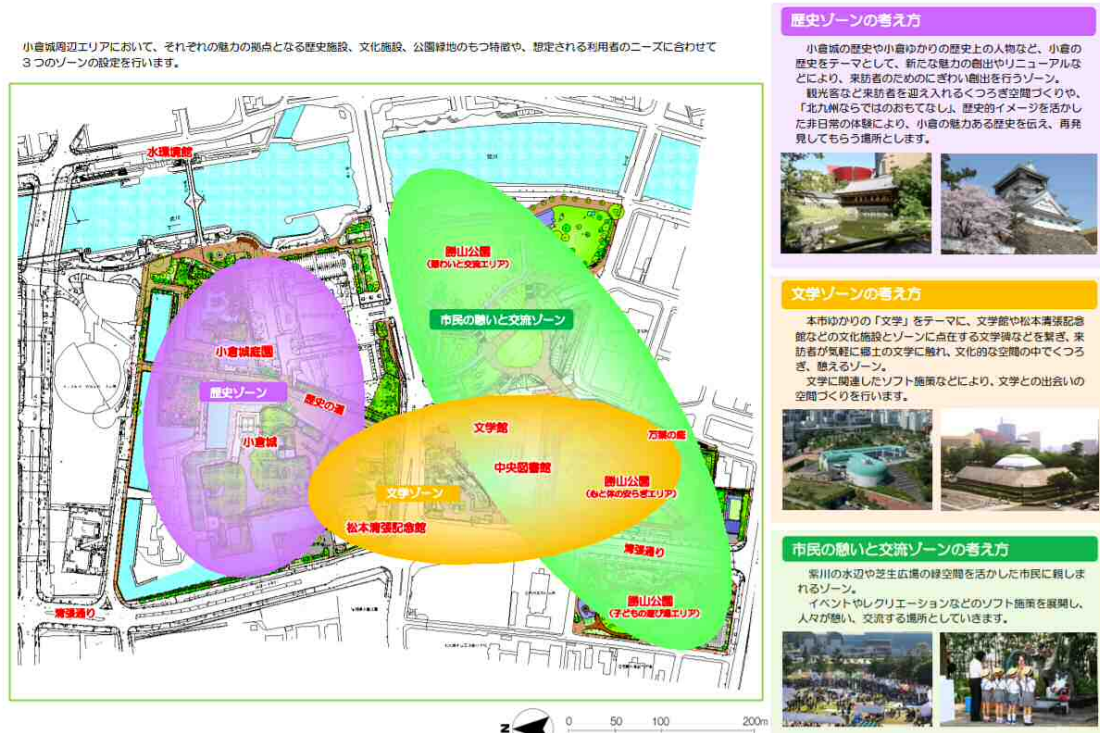 小倉城周辺エリアにおいて、それぞれの魅力の拠点となる歴史施設、文化施設、公園緑地のもつ特徴や、想定される利用者のニーズに合わせて
3つのゾーンの設定を行います。
水環境館
勝山公園
(憩わいと交流エリア)
市民の憩いと交流ゾーン
小倉城庭園
歴史ゾーン
歴史の道
小倉城
文学館
万葉の庭
中央図書館
勝山公園
(心と体の安らぎエリア)
文学ゾーン
松本清張記念館
清張通り
清張通り
勝山公園
(子どもの遊び場エリア)
N
0 50 100 200m
歴史ゾーンの考え方
小倉城の歴史や小倉ゆかりの歴史上の人物など、小倉の
歴史をテーマとして、新たな魅力の創出やリニューアルな
どにより、来訪者のためのにぎわい創出を行うゾーン。
観光客など来訪者を迎え入れるくつろぎ空間づくりや、
「北九州ならではのおもてなし」、歴史的イメージを活かし
た非日常の体験により、小倉の魅力ある歴史を伝え、再発
見してもらう場所とします。
文学ゾーンの考え方
本市ゆかりの「文学」をテーマに、文学館や松本清張記念
館などの文化施設とゾーンに点在する文学碑などを繋ぎ、来
訪者が気軽に郷土の文学に触れ、文化的な空間の中でくつろ
ぎ、憩えるゾーン。
文学に関連したソフト施策などにより、文学との出会いの
空間づくりを行います。
市民の憩いと交流ゾーンの考え方
紫川の水辺や芝生広場の緑空間を活かした市民に親しま
れるゾーン。
イベントやレクリエーションなどのソフト施策を展開し、
人々が憩い、交流する場所としていきます。